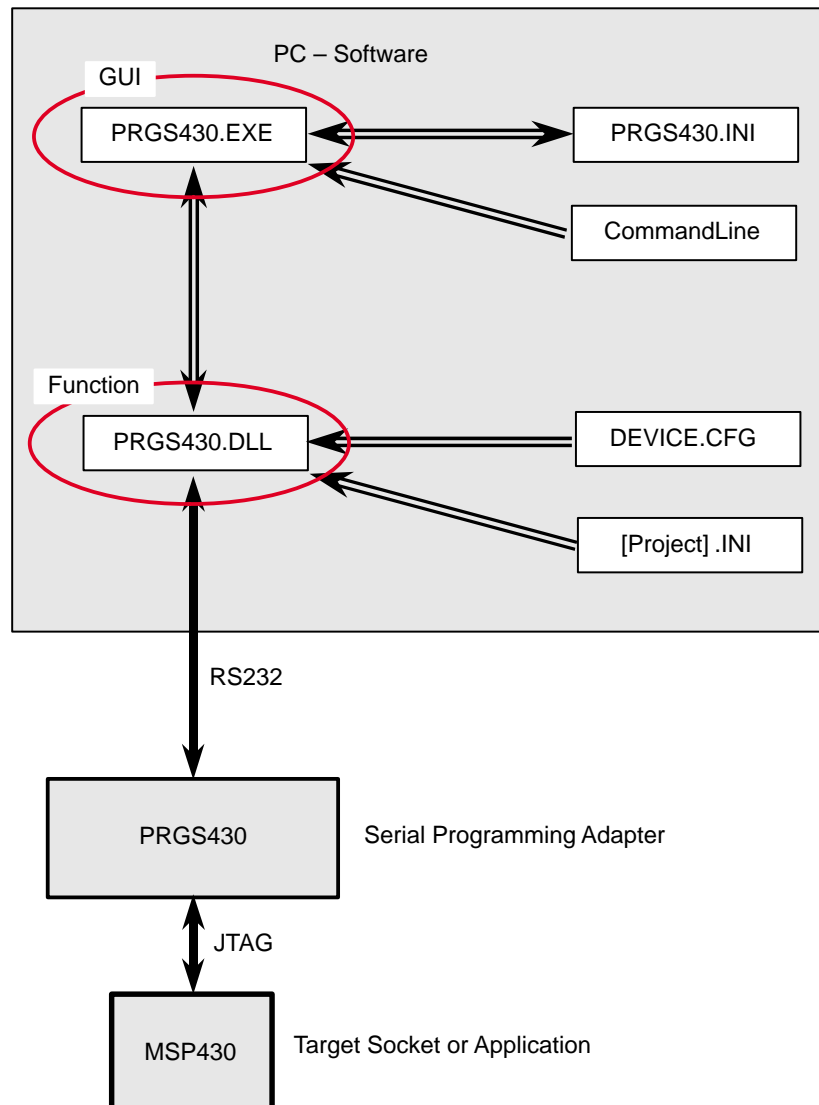 PC – Software
GUI
PRGS430.EXE
PRGS430.INI
CommandLine
Function
PRGS430.DLL
DEVICE.CFG
[Project] .INI
RS232
PRGS430
Serial Programming Adapter
JTAG
MSP430
Target Socket or Application